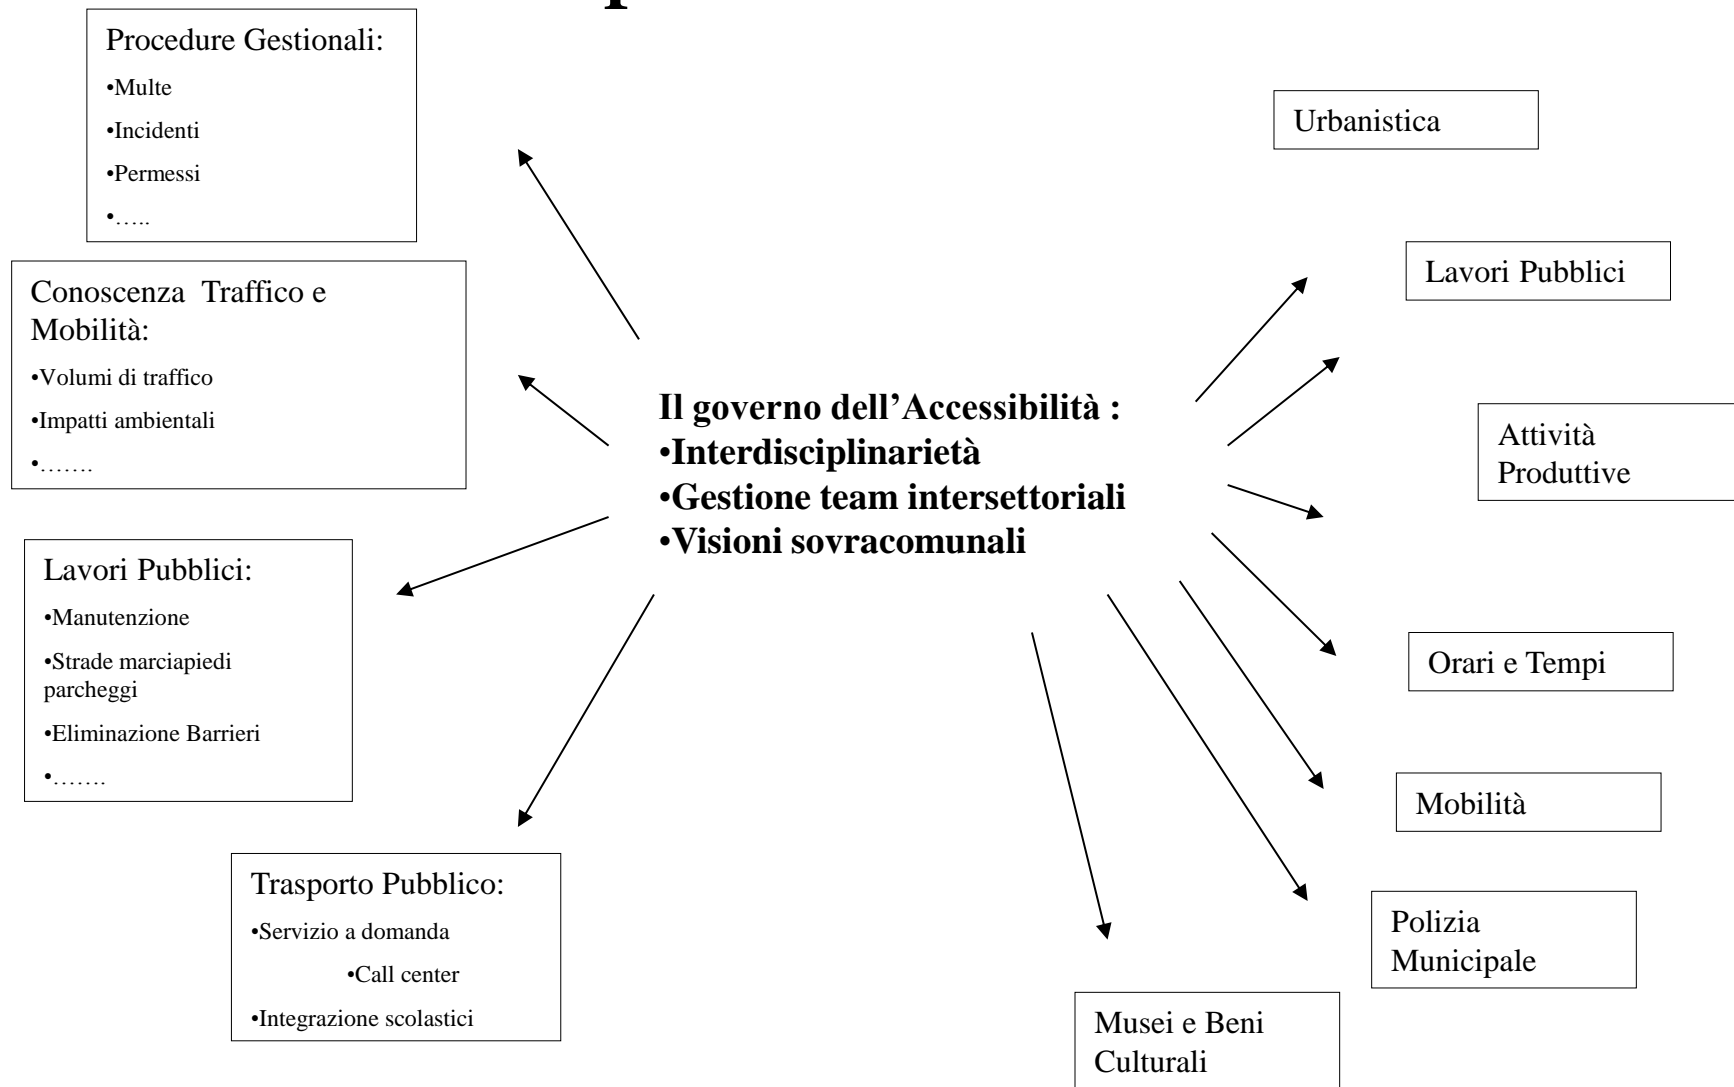 Procedure Gestionali:
•Multe
•Incidenti
•Permessi
•…..
Conoscenza Traffico e
Mobilità:
•Volumi di traffico
•Impatti ambientali
•…….
Lavori Pubblici:
•Manutenzione
•Strade marciapiedi
parcheggi
•Eliminazione Barrieri
•…….
Trasporto Pubblico:
•Servizio a domanda
•Call center
•Integrazione scolastici
Il governo dell’Accessibilità :
•Interdisciplinarietà
•Gestione team intersettoriali
•Visioni sovracomunali
Urbanistica
Lavori Pubblici
Attività
Produttive
Orari e Tempi
Mobilità
Polizia
Municipale
Musei e Beni
Culturali